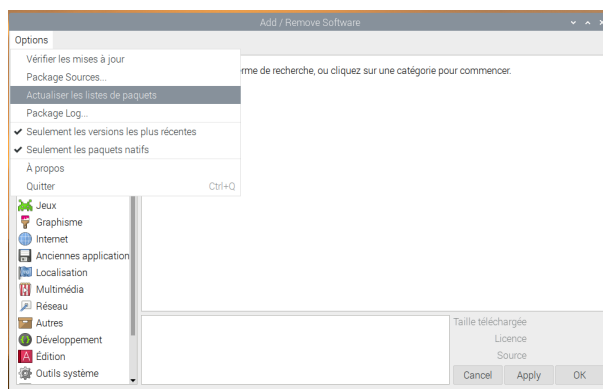 Add / Remove Software
Options
Vérifier les mises à jour
Package Sources...
Actualiser les listes de paquets
Package Log...
Seulement les versions les plus récentes
Seulement les paquets natifs
À propos
Quitter Ctrl+Q
erme de recherche, ou cliquez sur une catégorie pour commencer.
Jeux
Graphisme
Internet
Anciennes application
Localisation
Multimédia
Réseau
Autres
Développement
Édition
Outils système
Taille téléchargée
Licence
Source
Cancel Apply OK